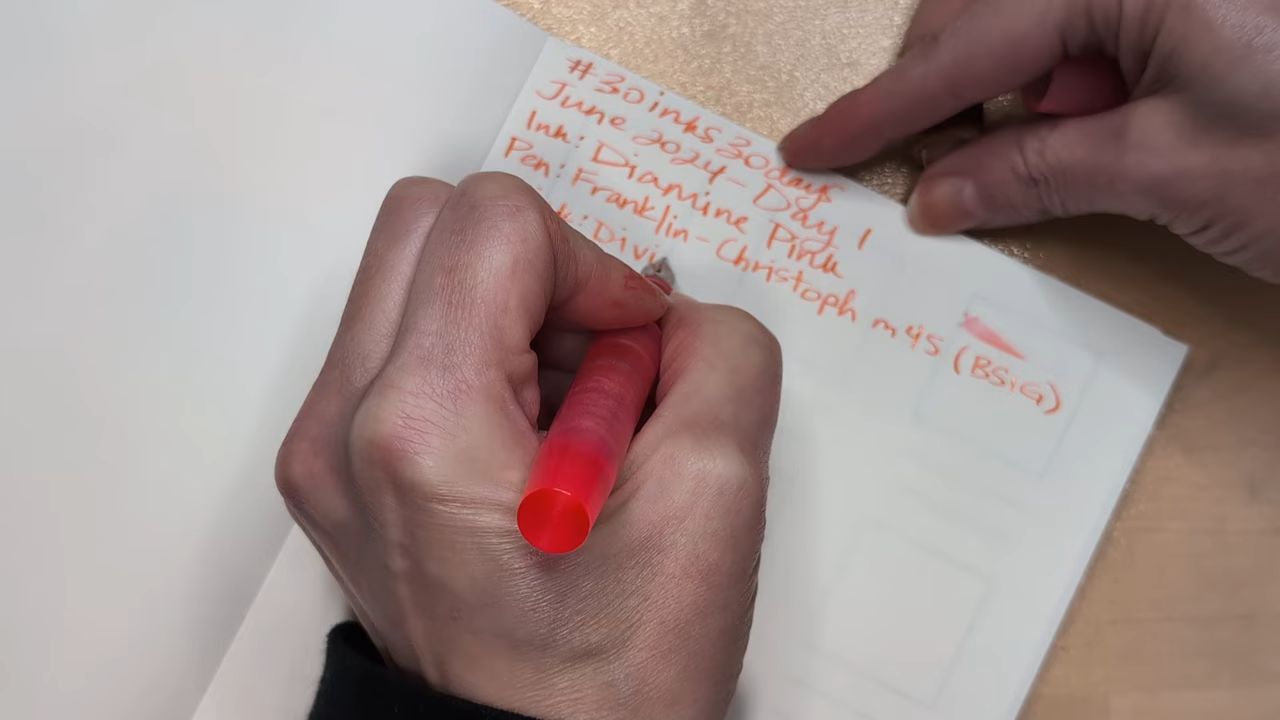 #30inks30days
June 2024 - Day 1
Ink: Diamine Pink
Pen: Franklin-Christoph m45 (BSIG)